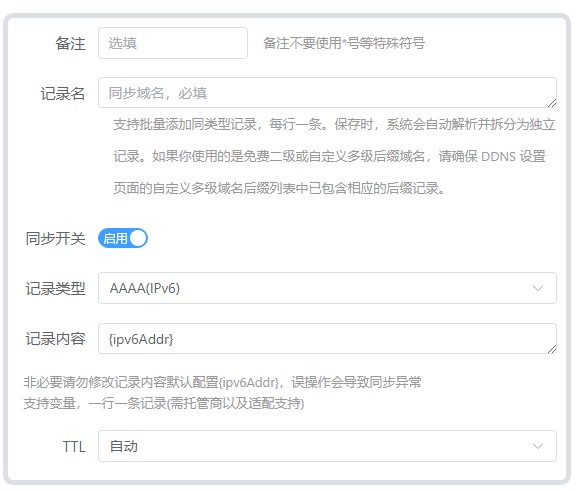 备注 选填 备注不要使用*号等特殊符号
记录名 同步域名，必填
支持批量添加同类型记录，每行一条。保存时，系统会自动解析并拆分为独立
记录。如果你使用的是免费二级或自定义多级后缀域名，请确保 DDNS 设置
页面的自定义多级域名后缀列表中已包含相应的后缀记录。
同步开关 启用
记录类型 AAAA(IPv6)
记录内容 {ipv6Addr}
非必要请勿修改记录内容默认配置{ipv6Addr}，误操作会导致同步异常
支持变量，一行一条记录(需托管商以及适配支持)
TTL 自动